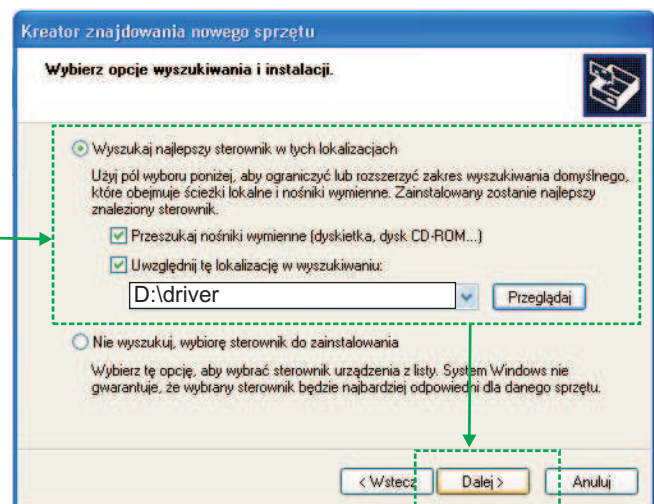 Kreator znajdowania nowego sprzętu
Wybierz opcje wyszukiwania i instalacji.
Wyszukaj najlepszy sterownik w tych lokalizacjach
Użyj pól wyboru poniżej, aby ograniczyć lub rozszerzyć zakres wyszukiwania domyślnego,
które obejmuje ścieżki lokalne i nośniki wymienne. Zainstalowany zostanie najlepszy
znaleziony sterownik.
Przeszukaj nośniki wymienne (dyskietka, dysk CD-ROM...)
Uwzględnij tę lokalizację w wyszukiwaniu:
D:\driver
Przeglądaj
Nie wyszukuj, wybiorę sterownik do zainstalowania
Wybierz tę opcję, aby wybrać sterownik urządzenia z listy. System Windows nie
gwarantuje, że wybrany sterownik będzie najbardziej odpowiedni dla danego sprzętu.
< Wstecz Dalej > Anuluj